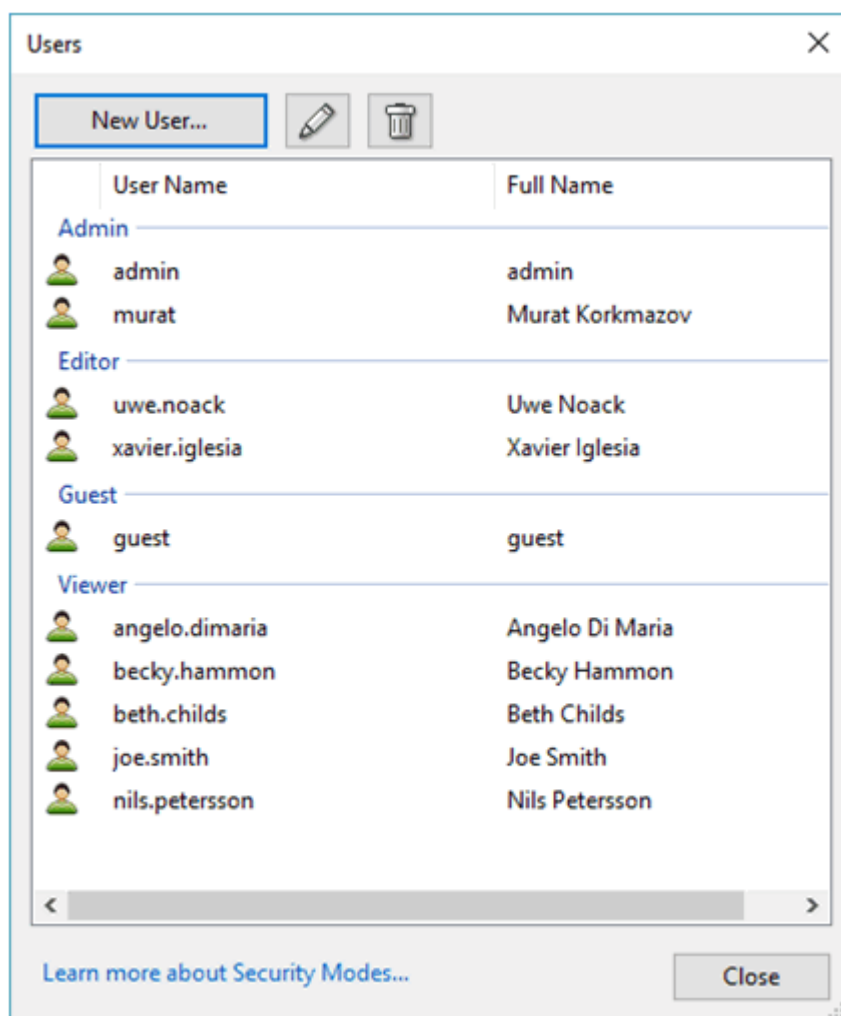 Users
New User...
User Name Full Name
Admin
admin admin
murat Murat Korkmazov
Editor
uwe.noack Uwe Noack
xavier.iglesia Xavier Iglesia
Guest
guest guest
Viewer
angelo.dimaria Angelo Di Maria
becky.hammon Becky Hammon
beth.childs Beth Childs
joe.smith Joe Smith
nils.petersson Nils Petersson
Learn more about Security Modes... Close